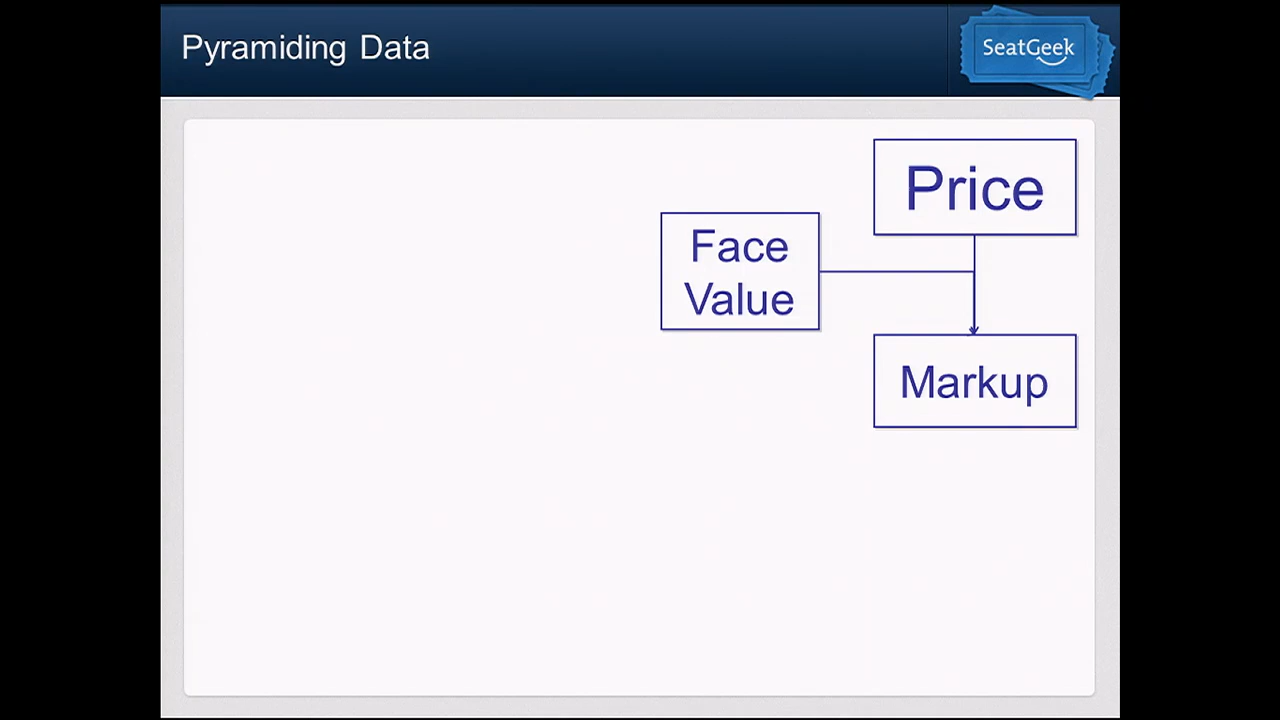 Pyramiding Data
SeatGeek
Price
Face
Value
Markup